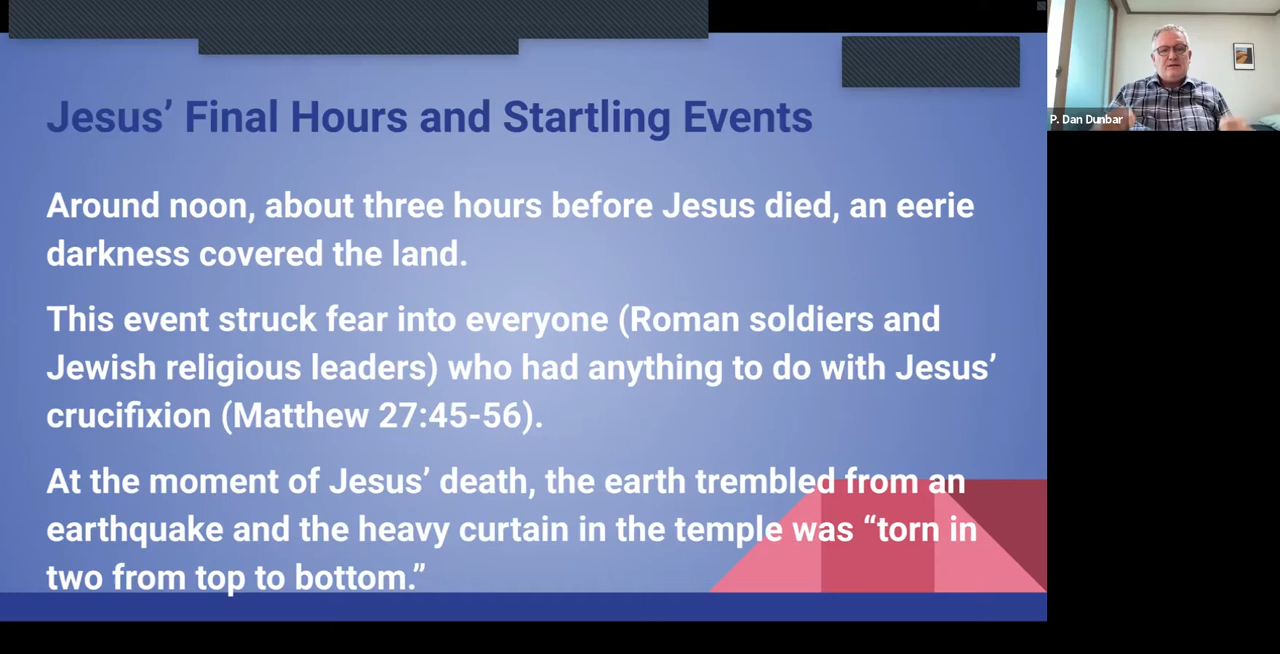 Jesus’ Final Hours and Startling Events
Around noon, about three hours before Jesus died, an eerie
darkness covered the land.
This event struck fear into everyone (Roman soldiers and
Jewish religious leaders) who had anything to do with Jesus’
crucifixion (Matthew 27:45-56).
At the moment of Jesus’ death, the earth trembled from an
earthquake and the heavy curtain in the temple was “torn in
two from top to bottom.”
P. Dan Dunbar